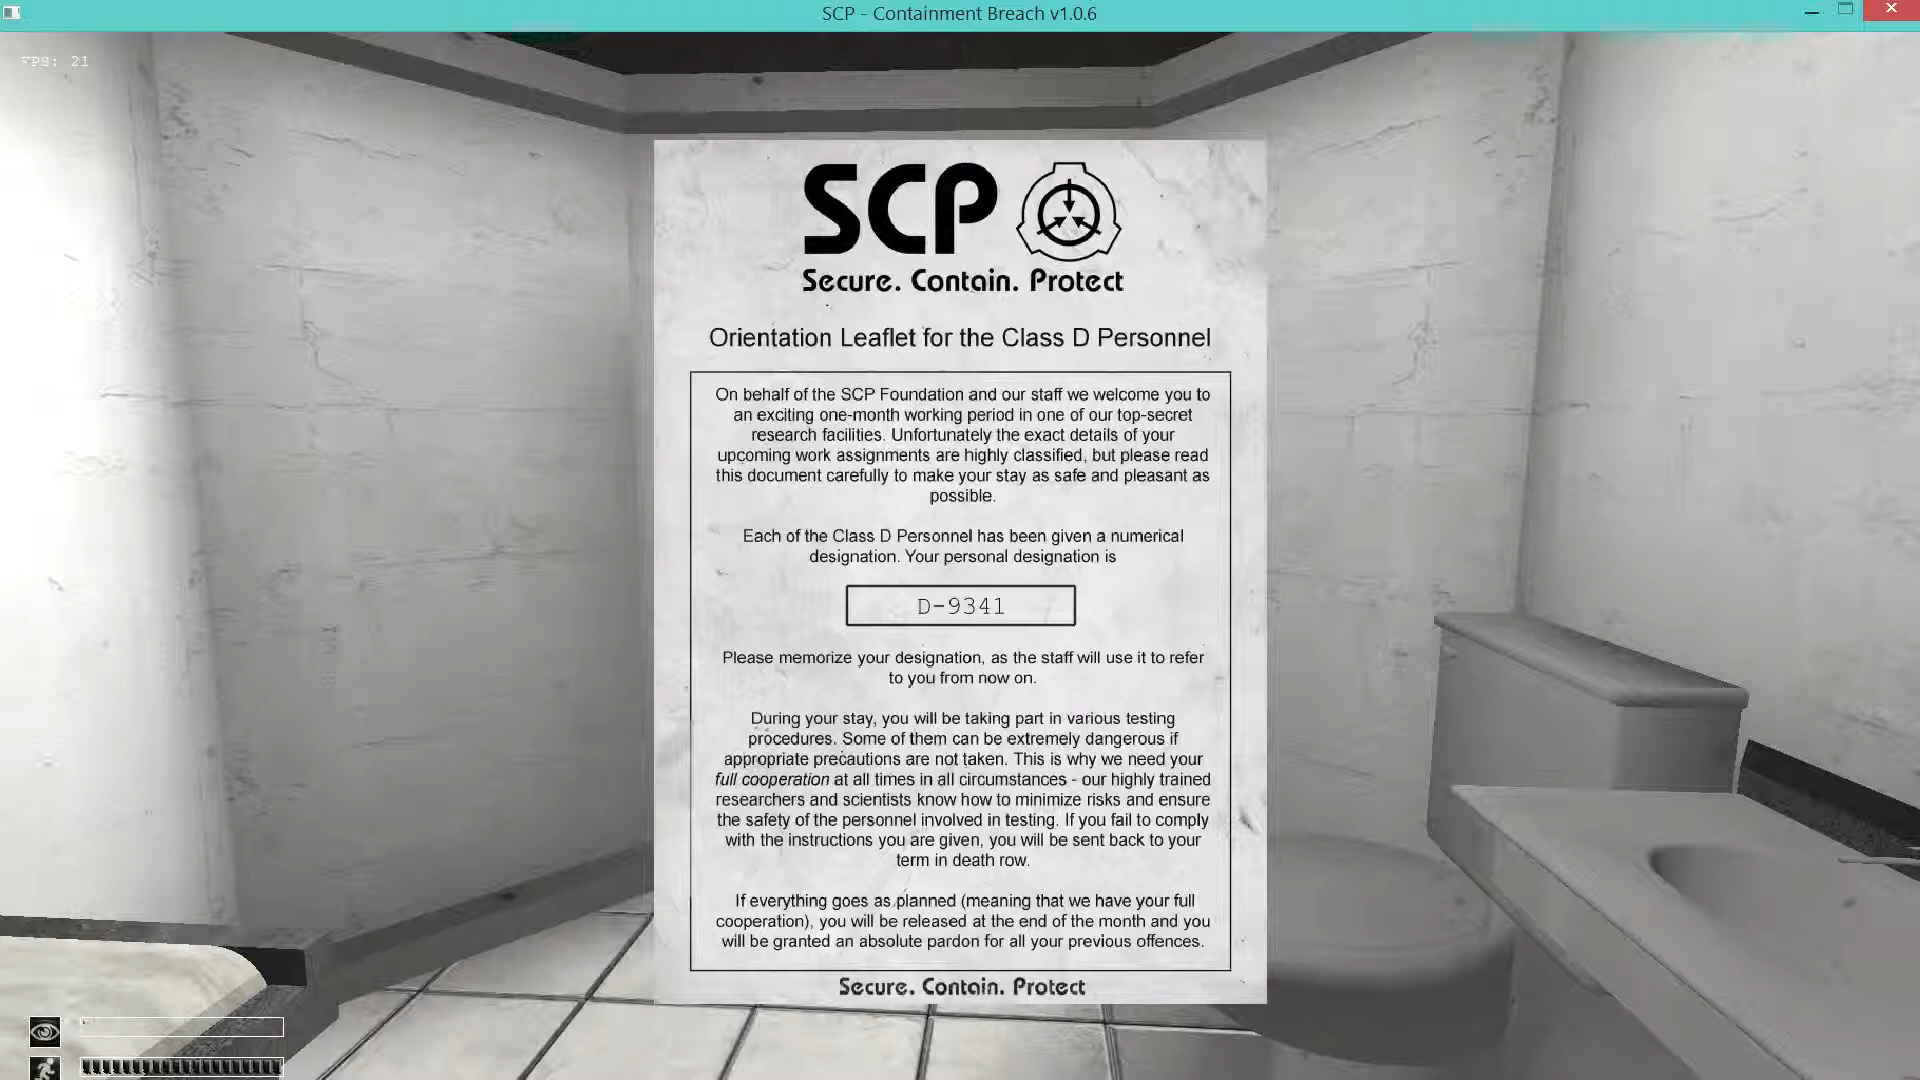 SCP - Containment Breach v1.0.6
FPS: 21
SCP
Secure. Contain. Protect
Orientation Leaflet for the Class D Personnel
On behalf of the SCP Foundation and our staff we welcome you to
an exciting one-month working period in one of our top-secret
research facilities. Unfortunately the exact details of your
upcoming work assignments are highly classified, but please read
this document carefully to make your stay as safe and pleasant as
possible.
Each of the Class D Personnel has been given a numerical
designation. Your personal designation is
D-9341
Please memorize your designation, as the staff will use it to refer
to you from now on.
During your stay, you will be taking part in various testing
procedures. Some of them can be extremely dangerous if
appropriate precautions are not taken. This is why we need your
full cooperation at all times in all circumstances - our highly trained
researchers and scientists know how to minimize risks and ensure
the safety of the personnel involved in testing. If you fail to comply
with the instructions you are given, you will be sent back to your
term in death row.
If everything goes as planned (meaning that we have your full
cooperation), you will be released at the end of the month and you
will be granted an absolute pardon for all your previous offences.
Secure. Contain. Protect